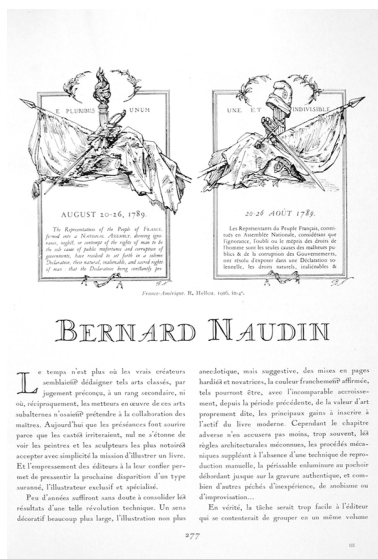 E PLURIBUS UNUM
AUGUST 20-26, 1789.
The Representatives of the People of FRANCE,
formed into a NATIONAL ASSEMBLY, deeming igno-
rance, neglect, or contempt of the rights of man to be
the sole cause of public misfortune and corruption of
governments, have resolved to set forth in a solemn
Declaration, their natural, inalienable, and sacred rights
of man : that the Declaration being constantly pre
UNE ET INDIVISIBLE
20-26 AOÛT 1789.
Les Représentants du Peuple Français, consti-
tués en Assemblée Nationale, considérant que
l'ignorance, l'oubli ou le mépris des droits de
l'homme sont les seules causes des malheurs pu-
blics & de la corruption des Gouvernements,
ont résolu d'exposer dans une Déclaration so-
lennelle, les droits naturels, inaliénables &
France-Amérique. R. Helleu, 1926, in-4°.
BERNARD NAUDIN
Le temps n'est plus où les vrais créateurs
semblaient dédaigner tels arts classés, par
jugement préconçu, à un rang secondaire, ni
où, réciproquement, les metteurs en œuvre de ces arts
subalternes n'osaient prétendre à la collaboration des
maîtres. Aujourd'hui que les préséances font sourire
parce que les castes irriteraient, nul ne s'étonne de
voir les peintres et les sculpteurs les plus notoires
accepter avec simplicité la mission d'illustrer un livre.
Et l'empressement des éditeurs à la leur confier per-
met de pressentir la prochaine disparition d'un type
suranné, l'illustrateur exclusif et spécialisé.
Peu d'années suffiront sans doute à consolider les
résultats d'une telle révolution technique. Un sens
décoratif beaucoup plus large, l'illustration non plus
anecdotique, mais suggestive, des mises en pages
hardies et novatrices, la couleur franchement affirmée,
tels pourront être, avec l'incomparable accroisse-
ment, depuis la période précédente, de la valeur d'art
proprement dite, les principaux gains à inscrire à
l'actif du livre moderne. Cependant le chapitre
adverse n'en accusera pas moins, trop souvent, les
règles architecturales méconnues, les procédés méca-
niques suppléant à l'absence d'une technique de repro-
duction manuelle, la périssable enluminure au pochoir
débordant jusque sur la gravure authentique, et com-
bien d'autres péchés d'inexpérience, de snobisme ou
d'improvisation...
En vérité, la tâche serait trop facile à l'éditeur
qui se contenterait de grouper en un même volume
277